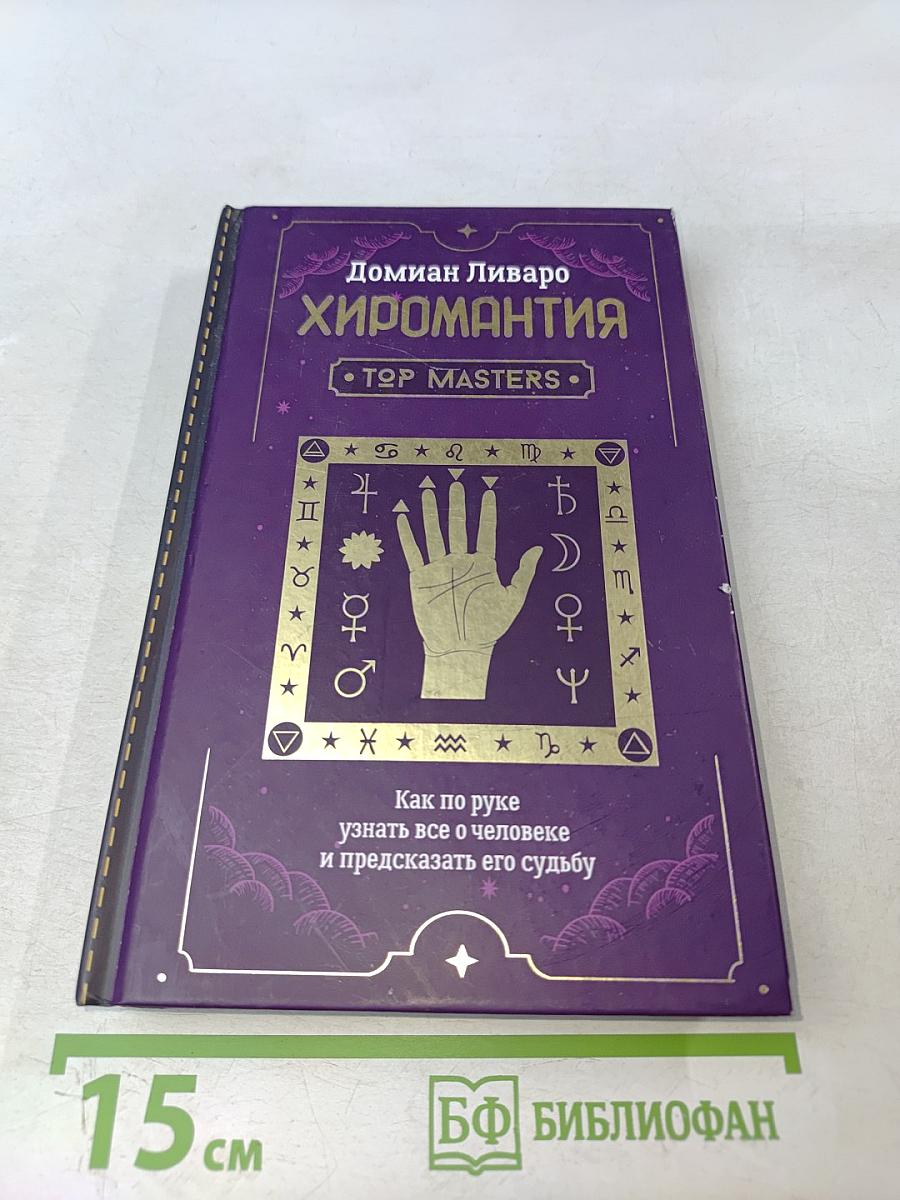 Домиан Ливаро
ХИРОМАНТИЯ
• TOP MASTERS •
Как по руке
узнать все о человеке
и предсказать его судьбу
15 см
БФ БИБЛИОФАН